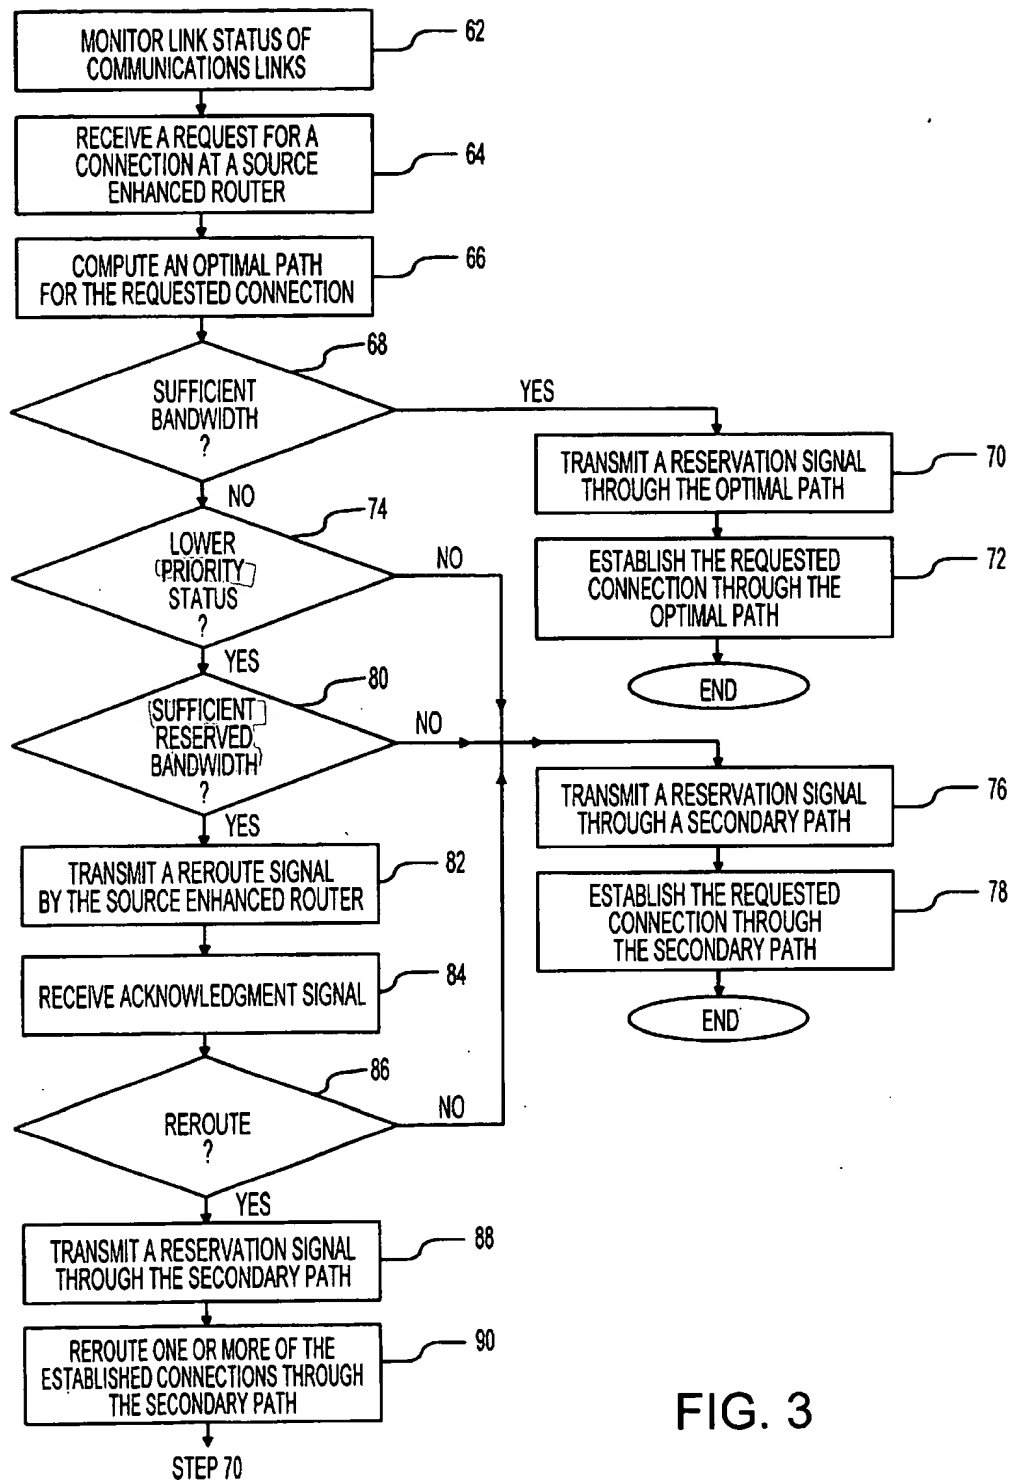 MONITOR LINK STATUS OF
COMMUNICATIONS LINKS
62
RECEIVE A REQUEST FOR A
CONNECTION AT A SOURCE
ENHANCED ROUTER
64
COMPUTE AN OPTIMAL PATH
FOR THE REQUESTED CONNECTION
66
68
SUFFICIENT
BANDWIDTH
?
YES
NO
TRANSMIT A RESERVATION SIGNAL
THROUGH THE OPTIMAL PATH
70
ESTABLISH THE REQUESTED
CONNECTION THROUGH THE
OPTIMAL PATH
72
END
74
LOWER
PRIORITY
STATUS
?
NO
YES
80
SUFFICIENT
RESERVED
BANDWIDTH
?
NO
YES
TRANSMIT A RESERVATION SIGNAL
THROUGH A SECONDARY PATH
76
ESTABLISH THE REQUESTED
CONNECTION THROUGH
THE SECONDARY PATH
78
END
TRANSMIT A REROUTE SIGNAL
BY THE SOURCE ENHANCED ROUTER
82
RECEIVE ACKNOWLEDGMENT SIGNAL
84
86
REROUTE
?
NO
YES
TRANSMIT A RESERVATION SIGNAL
THROUGH THE SECONDARY PATH
88
REROUTE ONE OR MORE OF THE
ESTABLISHED CONNECTIONS THROUGH
THE SECONDARY PATH
90
STEP 70
FIG. 3